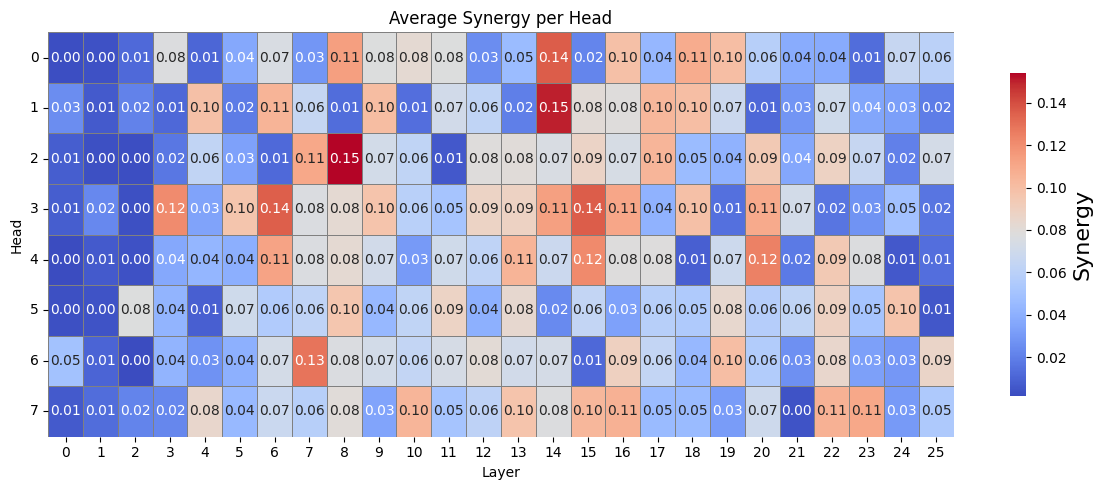 Average Synergy per Head
0 0.00 0.00 0.01 0.08 0.01 0.04 0.07 0.03 0.11 0.08 0.08 0.08 0.03 0.05 0.14 0.02 0.10 0.04 0.11 0.10 0.06 0.04 0.04 0.01 0.07 0.06
1 0.03 0.01 0.02 0.01 0.10 0.02 0.11 0.06 0.01 0.10 0.01 0.07 0.06 0.02 0.15 0.08 0.08 0.10 0.10 0.07 0.01 0.03 0.07 0.04 0.03 0.02
2 0.01 0.00 0.00 0.02 0.06 0.03 0.01 0.11 0.15 0.07 0.06 0.01 0.08 0.08 0.07 0.09 0.07 0.10 0.05 0.04 0.09 0.04 0.09 0.07 0.02 0.07
3 0.01 0.02 0.00 0.12 0.03 0.10 0.14 0.08 0.08 0.10 0.06 0.05 0.09 0.09 0.11 0.14 0.11 0.04 0.10 0.01 0.11 0.07 0.02 0.03 0.05 0.02
4 0.00 0.01 0.00 0.04 0.04 0.04 0.11 0.08 0.08 0.07 0.03 0.07 0.06 0.11 0.07 0.12 0.08 0.08 0.01 0.07 0.12 0.02 0.09 0.08 0.01 0.01
5 0.00 0.00 0.08 0.04 0.01 0.07 0.06 0.06 0.10 0.04 0.06 0.09 0.04 0.08 0.02 0.06 0.03 0.06 0.05 0.08 0.06 0.06 0.09 0.05 0.10 0.01
6 0.05 0.01 0.00 0.04 0.03 0.04 0.07 0.13 0.08 0.07 0.06 0.07 0.08 0.07 0.07 0.01 0.09 0.06 0.04 0.10 0.06 0.03 0.08 0.03 0.03 0.09
7 0.01 0.01 0.02 0.02 0.08 0.04 0.07 0.06 0.08 0.03 0.10 0.05 0.06 0.10 0.08 0.10 0.11 0.05 0.05 0.03 0.07 0.00 0.11 0.11 0.03 0.05
0 1 2 3 4 5 6 7 8 9 10 11 12 13 14 15 16 17 18 19 20 21 22 23 24 25
Layer
Head
0.14
0.12
0.10
0.08
0.06
0.04
0.02
Synergy